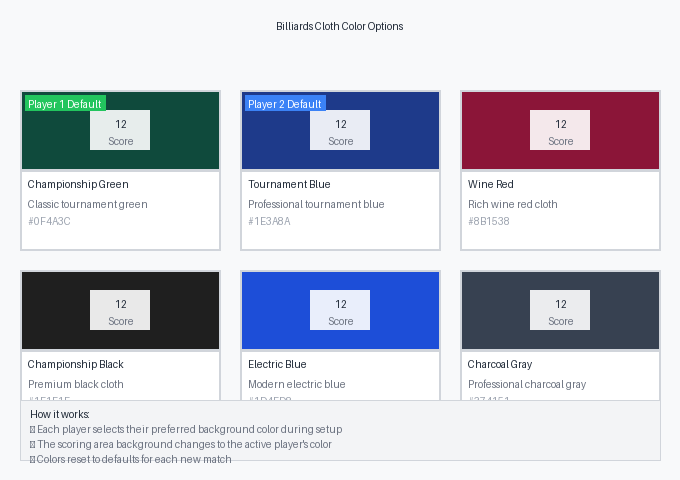 Billiards Cloth Color Options
Player 1 Default
12
Score
Player 2 Default
12
Score
12
Score
Championship Green
Classic tournament green
#0F4A3C
Tournament Blue
Professional tournament blue
#1E3A8A
Wine Red
Rich wine red cloth
#8B1538
12
Score
12
Score
12
Score
Championship Black
Premium black cloth
Electric Blue
Modern electric blue
Charcoal Gray
Professional charcoal gray
How it works:
Each player selects their preferred background color during setup
The scoring area background changes to the active player's color
Colors reset to defaults for each new match